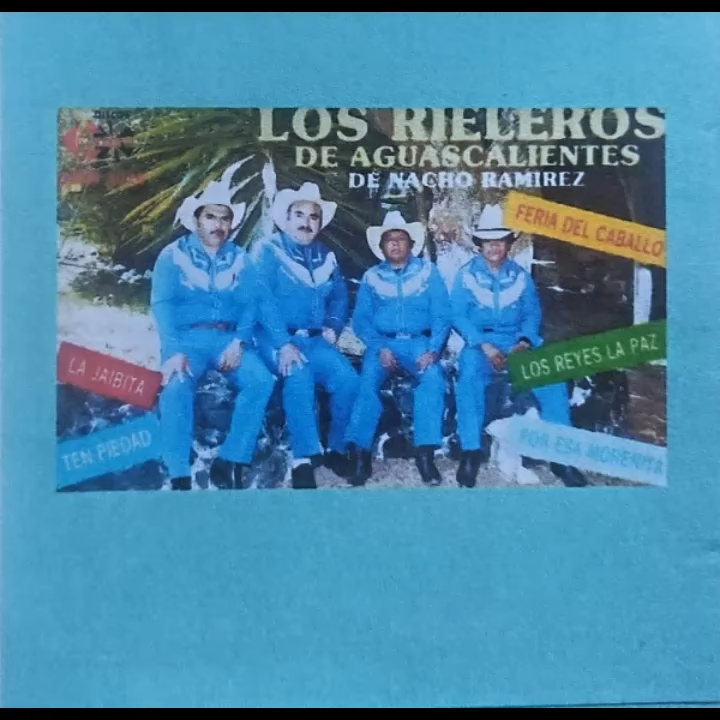 DISCOS
LOS RIELEROS
DE AGUASCALIENTES
DE NACHO RAMIREZ
FERIA DEL CABALLO
LA JAIBITA
LOS REYES LA PAZ
TEN PIEDAD
POR ESA MORENITA